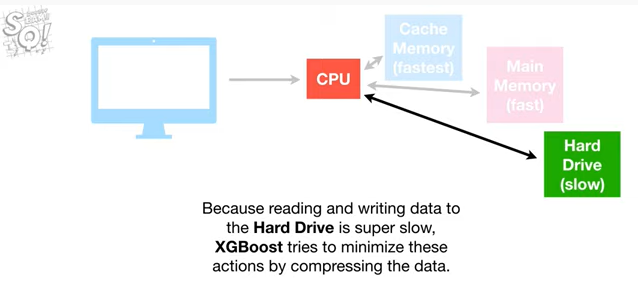 SQ!
CPU
Cache
Memory
(fastest)
Main
Memory
(fast)
Hard
Drive
(slow)
Because reading and writing data to
the Hard Drive is super slow,
XGBoost tries to minimize these
actions by compressing the data.